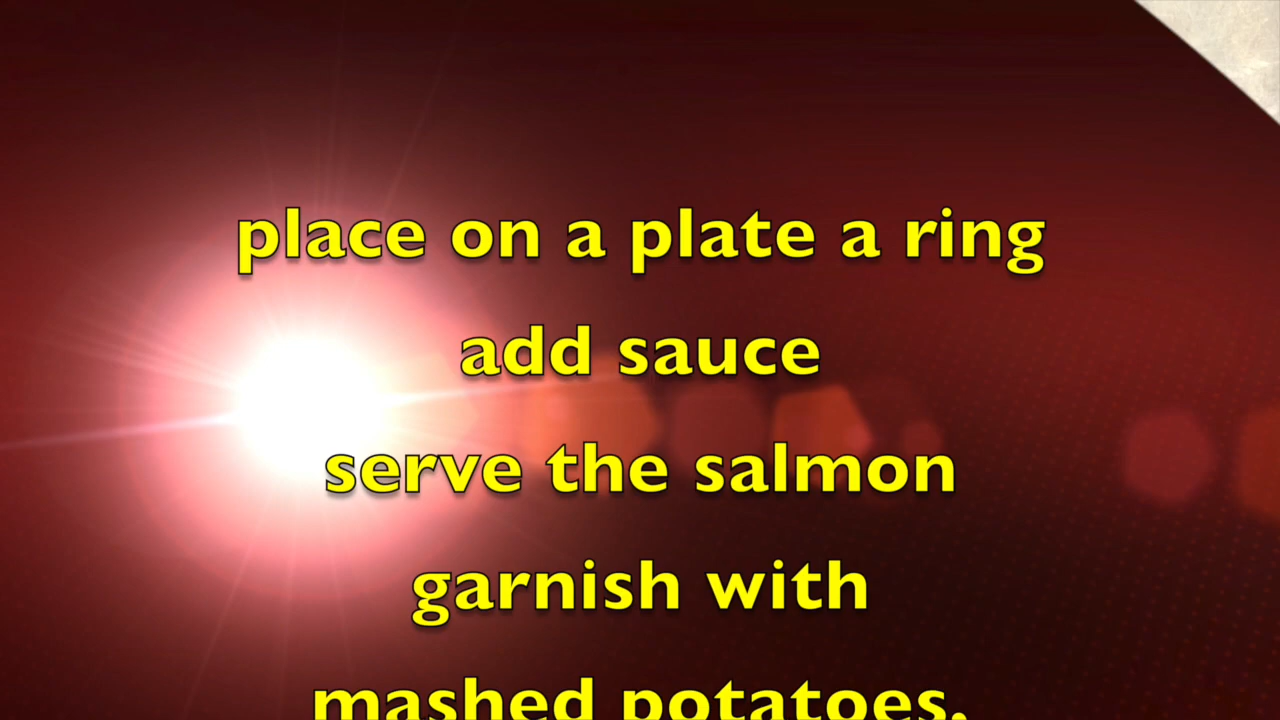 place on a plate a ring
add sauce
serve the salmon
garnish with
mashed potatoes,